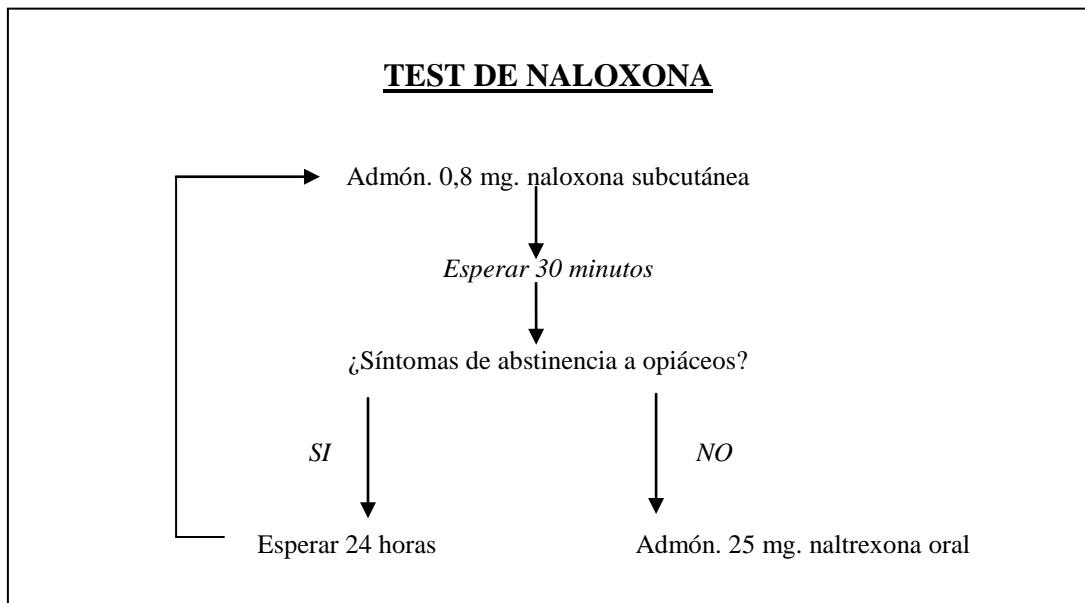 TEST DE NALOXONA
Admón. 0,8 mg. naloxona subcutánea
Esperar 30 minutos
¿Síntomas de abstinencia a opiáceos?
SI
NO
Esperar 24 horas
Admón. 25 mg. naltrexona oral